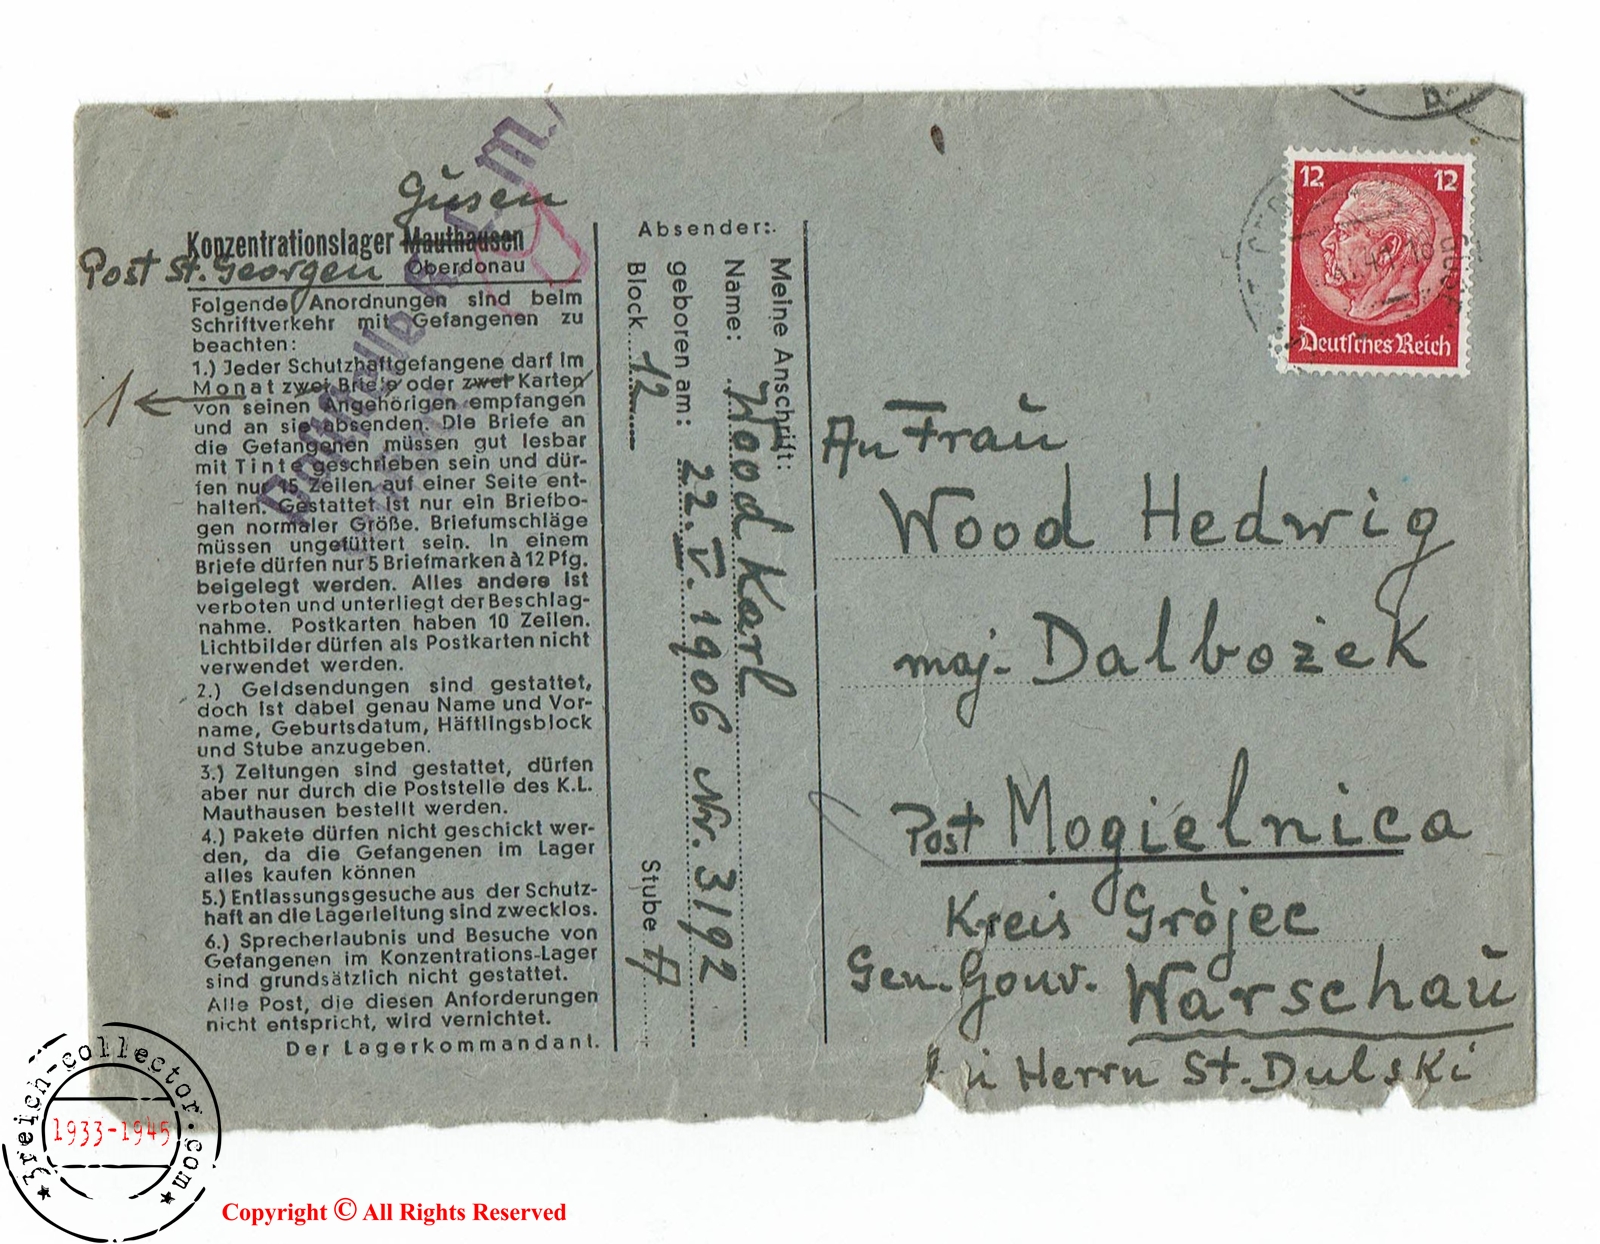 Gusen
Konzentrationslager Mauthausen
Post St. Georgen Oberdonau
Folgende Anordnungen sind beim
Schriftverkehr mit Gefangenen zu
beachten:
1.) Jeder Schutzhaftgefangene darf im
Monat zwei Briefe oder zwei Karten
1
von seinen Angehörigen empfangen
und an sie absenden. Die Briefe an
die Gefangenen müssen gut lesbar
mit Tinte geschrieben sein und dür-
fen nur 15 Zeilen auf einer Seite ent-
halten. Gestattet ist nur ein Briefbo-
gen normaler Größe. Briefumschläge
müssen ungefüttert sein. In einem
Briefe dürfen nur 5 Briefmarken à 12 Pfg.
beigelegt werden. Alles andere ist
verboten und unterliegt der Beschlag-
nahme. Postkarten haben 10 Zeilen.
Lichtbilder dürfen als Postkarten nicht
verwendet werden.
2.) Geldsendungen sind gestattet,
doch ist dabei genau Name und Vor-
name, Geburtsdatum, Häftlingsblock
und Stube anzugeben.
3.) Zeitungen sind gestattet, dürfen
aber nur durch die Poststelle des K.L.
Mauthausen bestellt werden.
4.) Pakete dürfen nicht geschickt wer-
den, da die Gefangenen im Lager
alles kaufen können
5.) Entlassungsgesuche aus der Schutz-
haft an die Lagerleitung sind zwecklos.
6.) Sprecherlaubnis und Besuche von
Gefangenen im Konzentrations-Lager
sind grundsätzlich nicht gestattet.
Alle Post, die diesen Anforderungen
nicht entspricht, wird vernichtet.
Der Lagerkommandant.
Poststelle K.L.M.
Absender:
Meine Anschrift:
Name: Wood Karl
geboren am: 22. V. 1906 Nr. 3192
Block 12 Stube A
12 12
Deutsches Reich
An Frau
Wood Hedwig
maj. Dalbożek
Post Mogielnica
Kreis Grójec
Gen. Gouv. Warschau
Herrn St. Dulski
3reich-collector.com
1933-1945
Copyright © All Rights Reserved